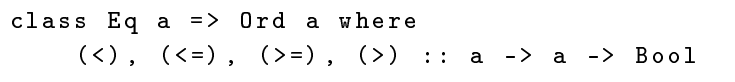 class Eq a => Ord a where
    (<), (<=), (>=), (>) :: a -> a -> Bool